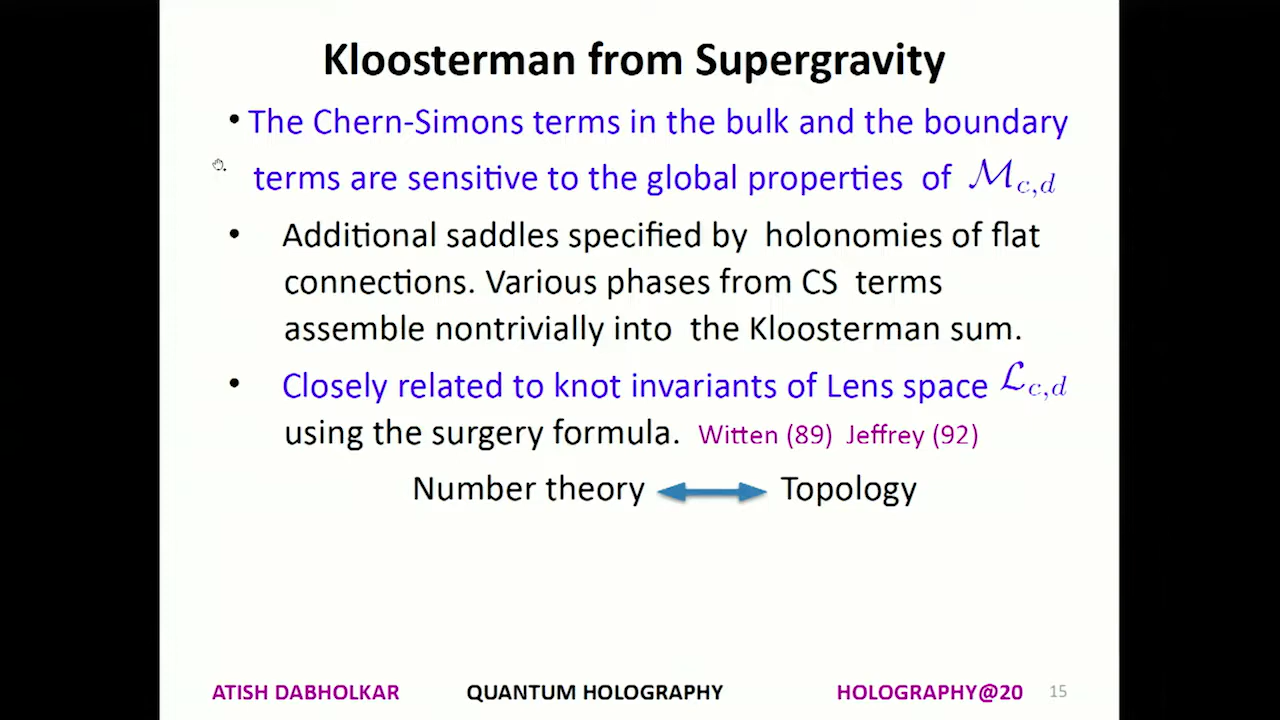 Kloosterman from Supergravity
• The Chern-Simons terms in the bulk and the boundary
terms are sensitive to the global properties of ℳc,d
• Additional saddles specified by holonomies of flat
connections. Various phases from CS terms
assemble nontrivially into the Kloosterman sum.
• Closely related to knot invariants of Lens space ℒc,d
using the surgery formula. Witten (89) Jeffrey (92)
Number theory Topology
ATISH DABHOLKAR QUANTUM HOLOGRAPHY HOLOGRAPHY@20 15